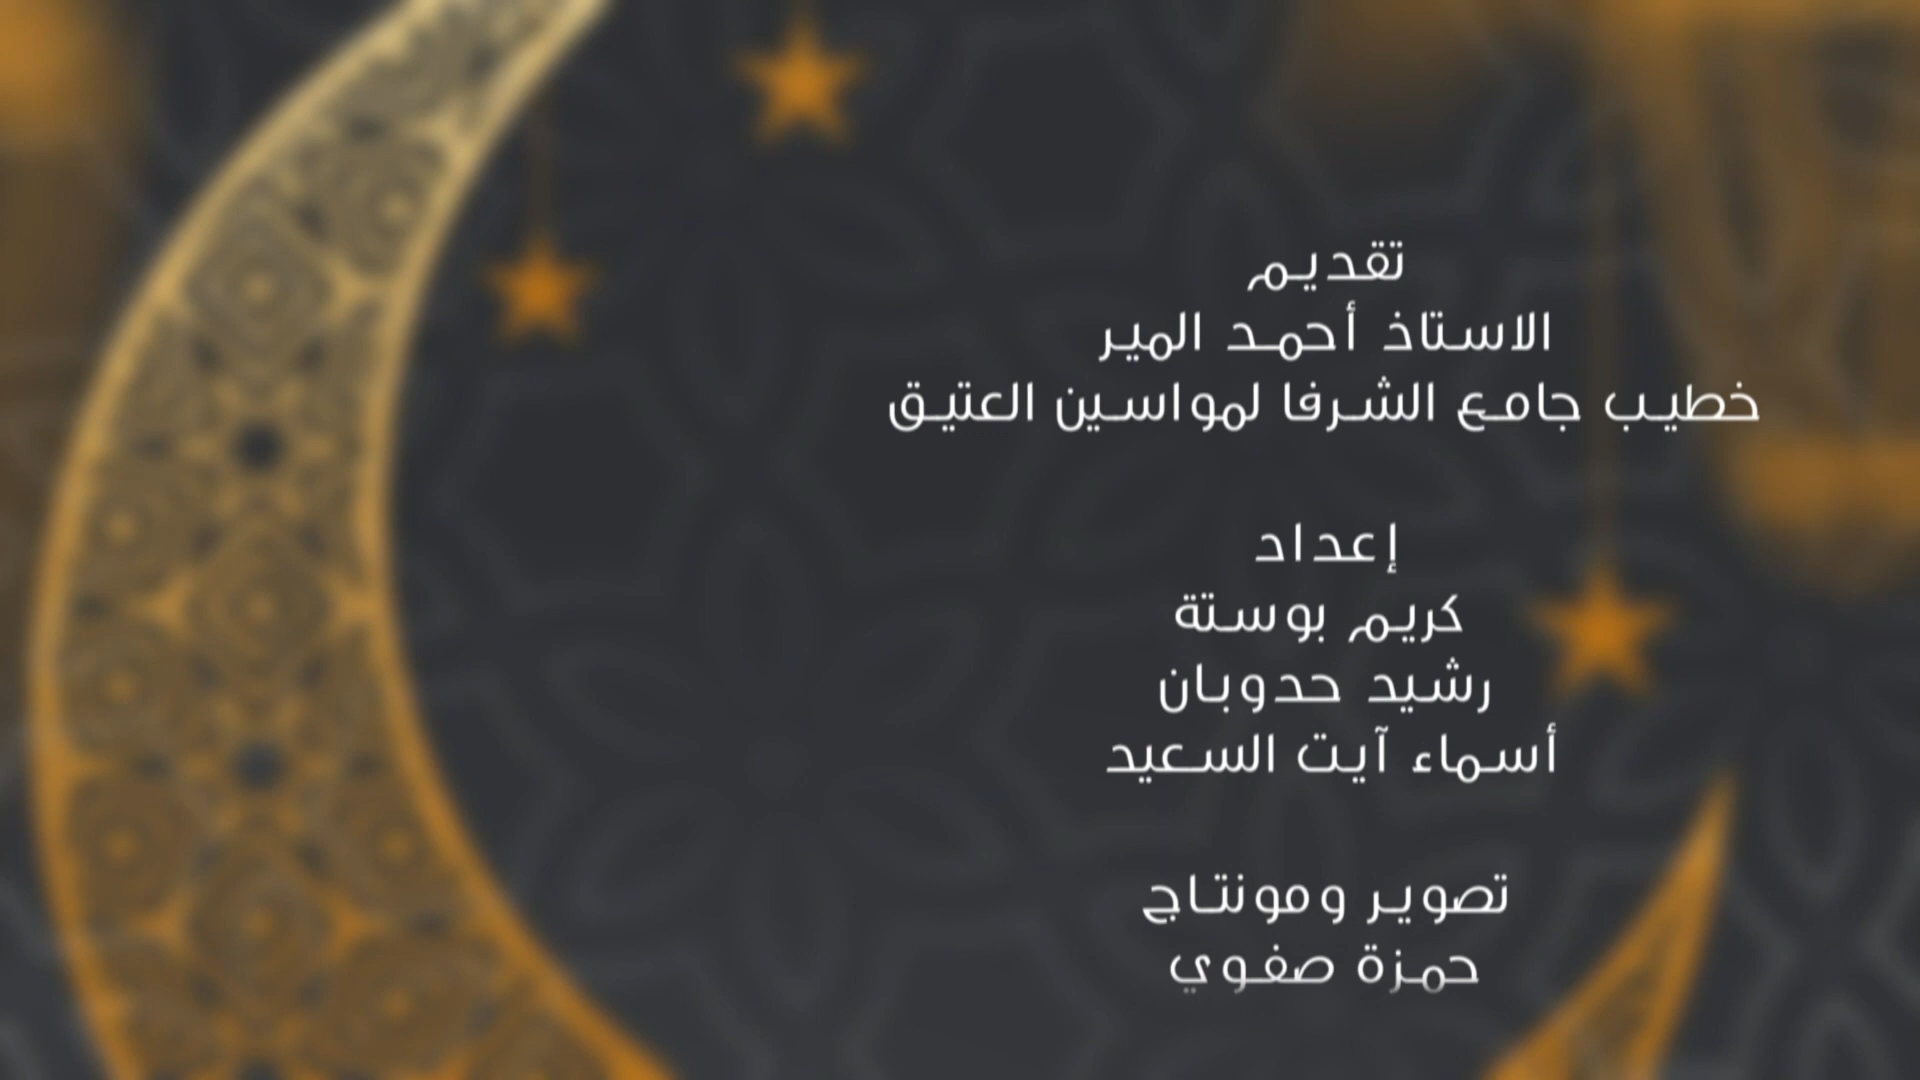 تقديم
الاستاذ أحمد المير
خطيب جامع الشرفا لمواسين العتيق
إعداد
كريم بوستة
رشيد حدوبان
أسماء آيت السعيد
تصوير ومونتاج
حمزة صفوي